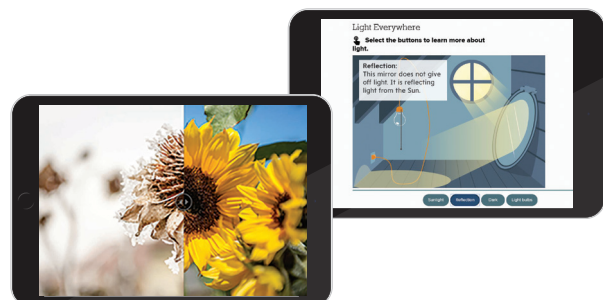 Light Everywhere
Select the buttons to learn more about
light.
Reflection:
This mirror does not give
off light. It is reflecting
light from the Sun.
Sunlight
Reflection
Dark
Light bulbs